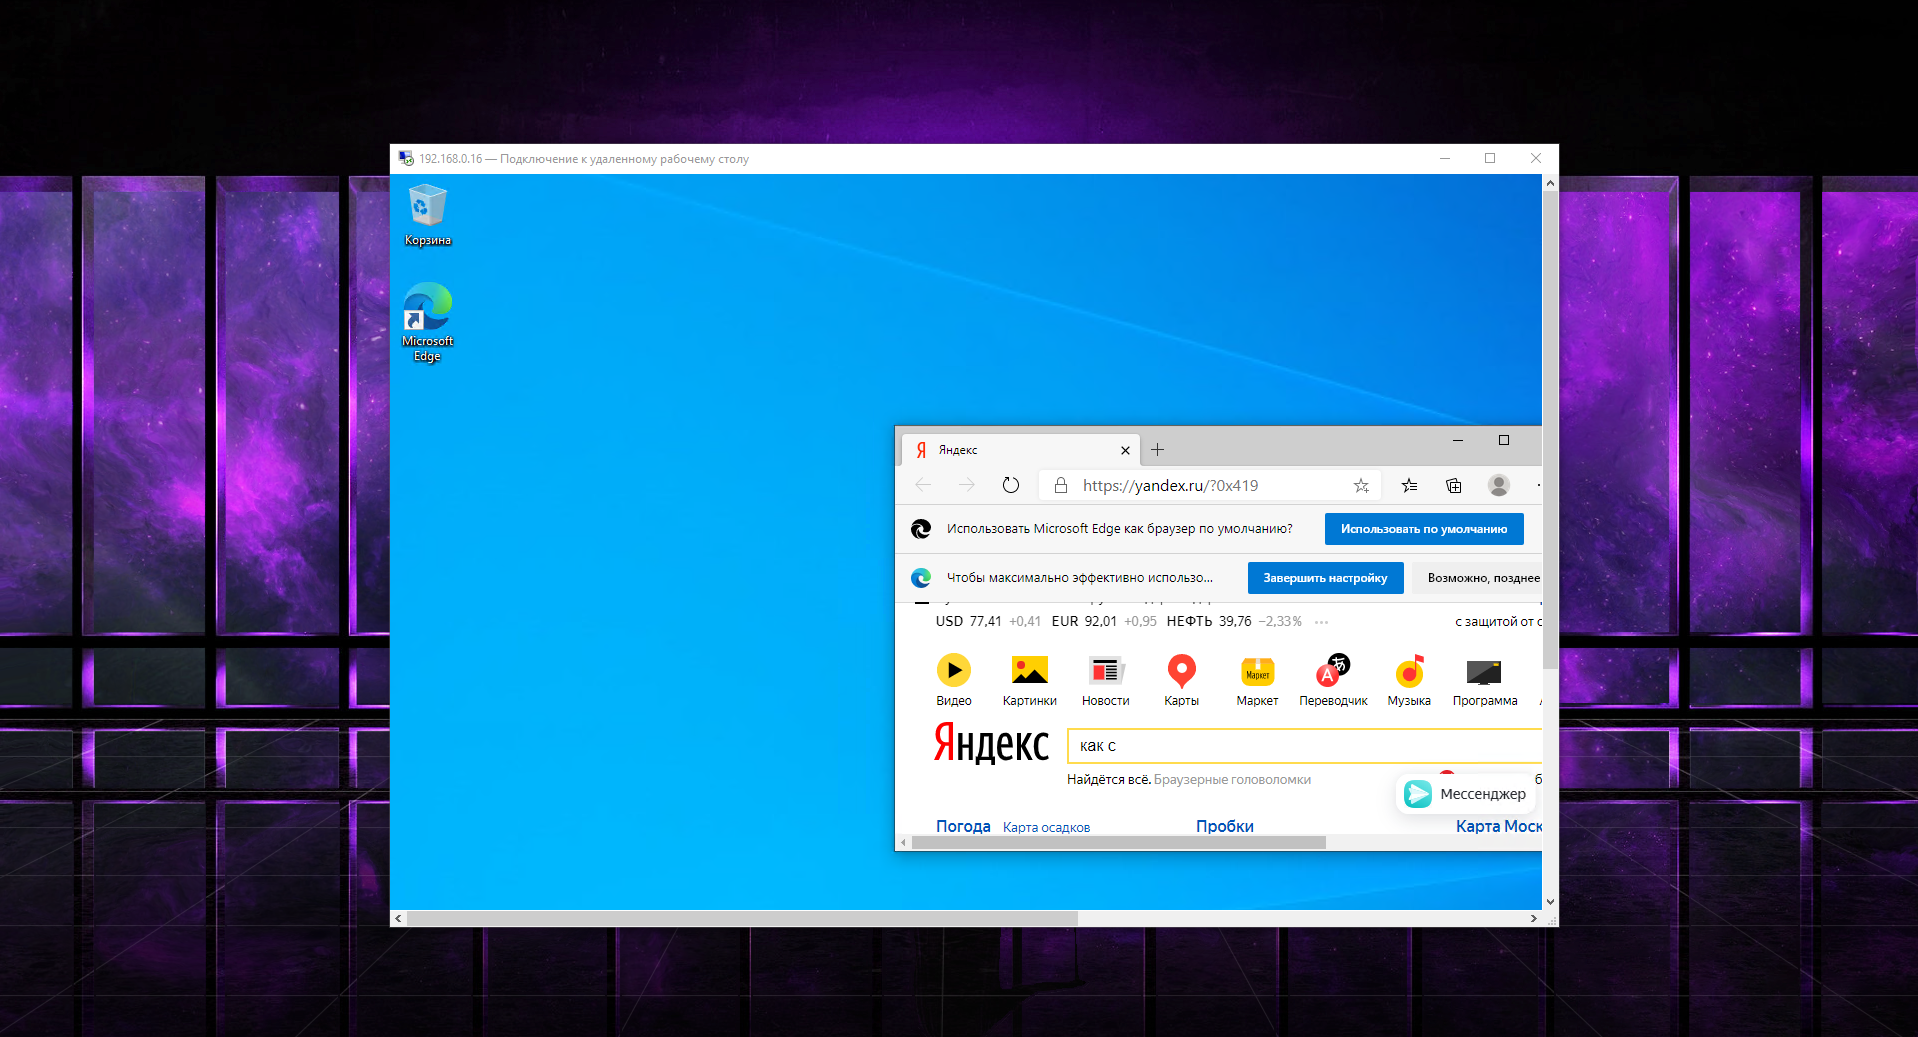 192.168.0.16 — Подключение к удаленному рабочему столу
Корзина
Microsoft
Edge
Яндекс
https://yandex.ru/?0x419
Использовать Microsoft Edge как браузер по умолчанию?
Использовать по умолчанию
Чтобы максимально эффективно использо...
Завершить настройку
Возможно, позднее
USD 77,41 +0,41 EUR 92,01 +0,95 НЕФТЬ 39,76 −2,33% ...
с защитой от
Видео
Картинки
Новости
Карты
Маркет
Маркет
Переводчик
Музыка
Программа
Яндекс
как с
Найдётся всё. Браузерные головоломки
Мессенджер
Погода Карта осадков
Пробки
Карта Моск